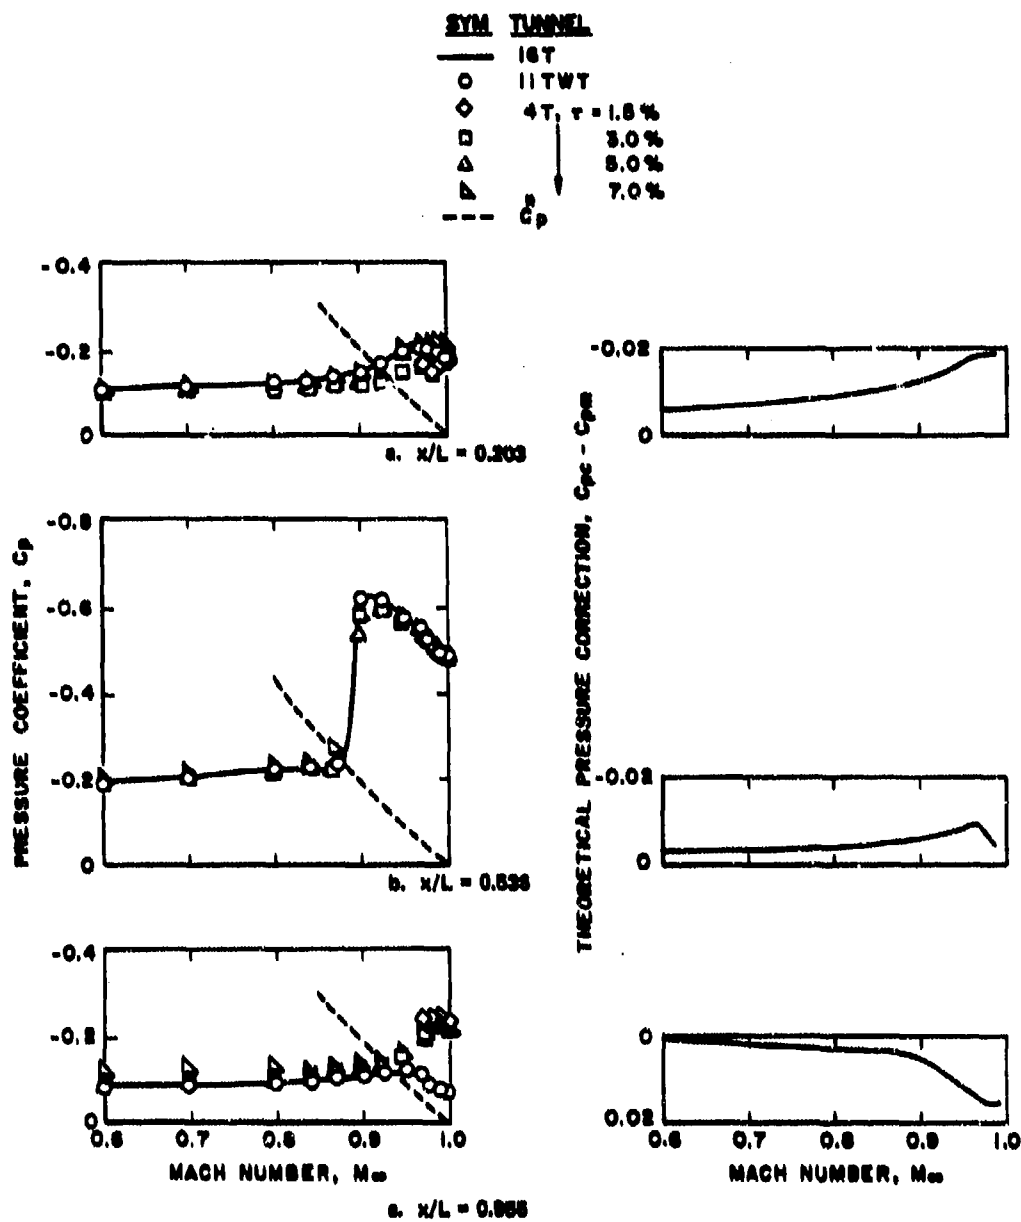 SYM TUNNEL
16T
11TWT
4T, τ = 1.5%
3.0%
5.0%
7.0%
C*p
-0.4
-0.2
0
a. x/L = 0.203
-0.02
0
PRESSURE COEFFICIENT, Cp
-0.8
-0.6
-0.4
-0.2
0
b. x/L = 0.536
THEORETICAL PRESSURE CORRECTION, Cpc - Cpm
-0.02
0
-0.4
-0.2
0
0.6 0.7 0.8 0.9 1.0
MACH NUMBER, M∞
0
0.02
0.6 0.7 0.8 0.9 1.0
MACH NUMBER, M∞
x/L =